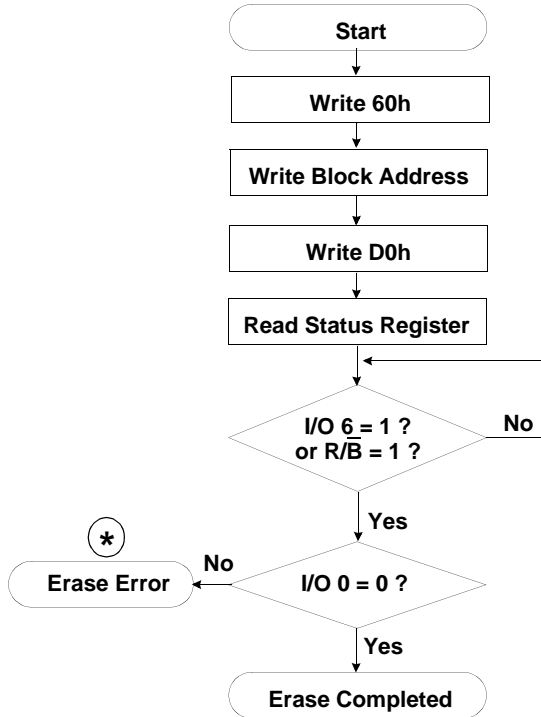 Start
Write 60h
Write Block Address
Write D0h
Read Status Register
I/O 6 = 1 ?
or R/B̅ = 1 ?
No
Yes
*
No
Erase Error
I/O 0 = 0 ?
Yes
Erase Completed